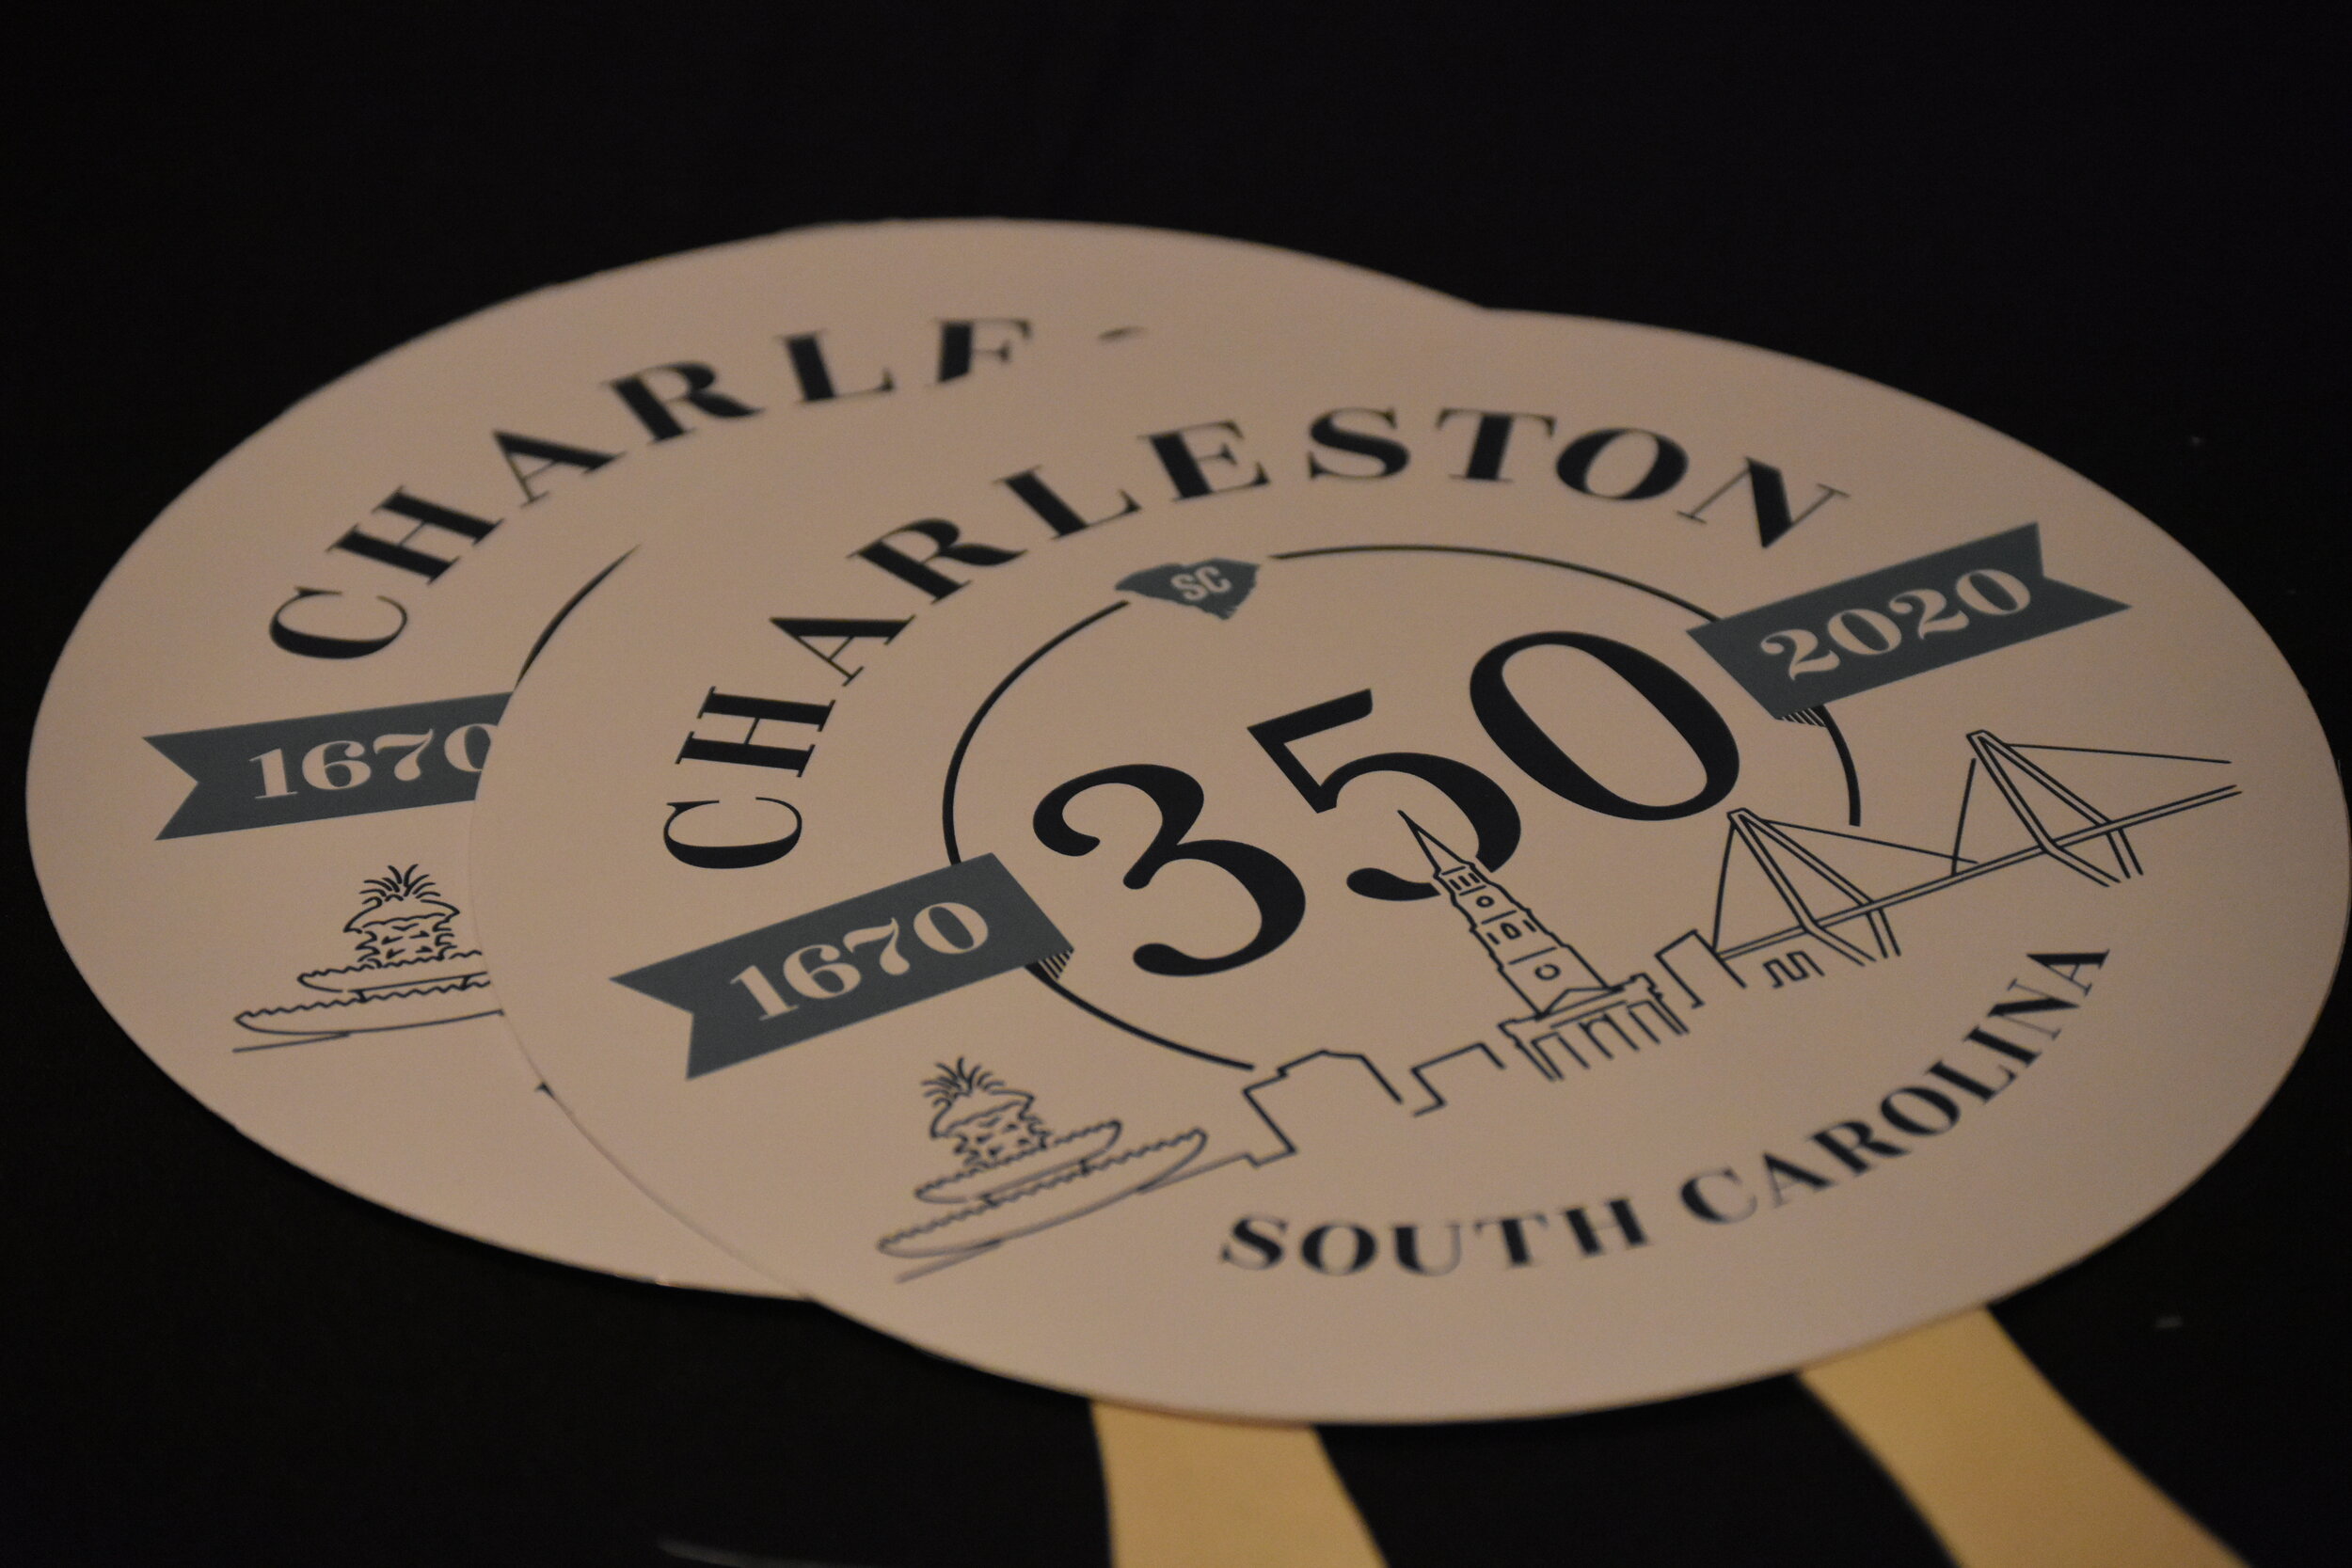 CHARLE
1670
CHARLESTON
SC
350
1670
2020
SOUTH CAROLINA